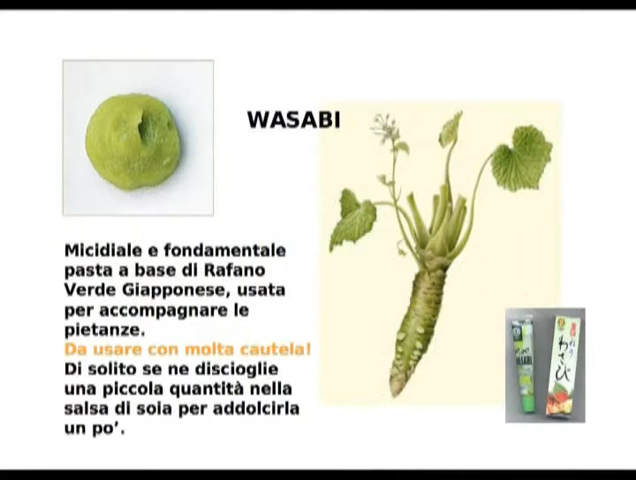 WASABI
Micidiale e fondamentale
pasta a base di Rafano
Verde Giapponese, usata
per accompagnare le
pietanze.
Da usare con molta cautela!
Di solito se ne discioglie
una piccola quantità nella
salsa di soia per addolcirla
un po’.
WASABI
わさび